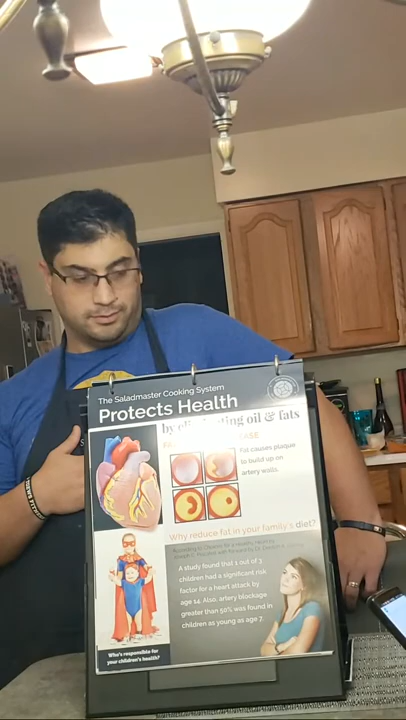 The Saladmaster Cooking System
Protects Health
by eliminating oil & fats
Fat causes plaque
to build up on
artery walls.
Why reduce fat in your family's diet?
A study found that 1 out of 3
children had a significant risk
factor for a heart attack by
age 14. Also, artery blockage
greater than 50% was found in
children as young as age 7.
Who's responsible for
your children's health?